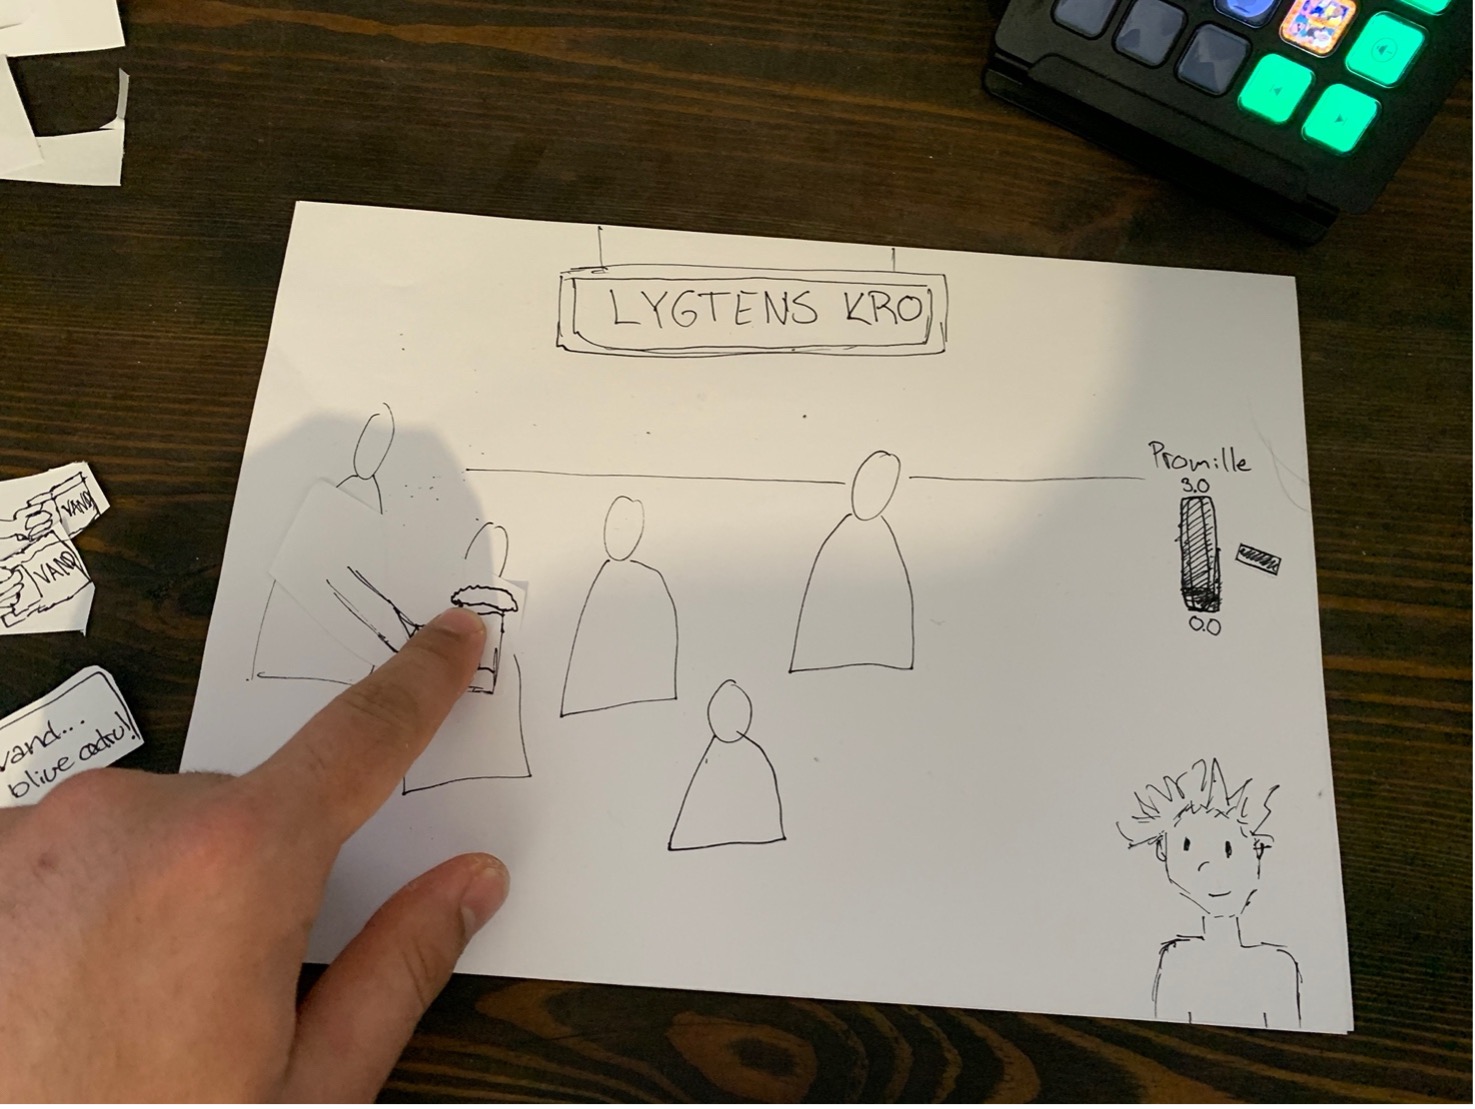 LYGTENS KRO
Promille
3.0
0.0
VAND
VAND
vand...
blive ædru!